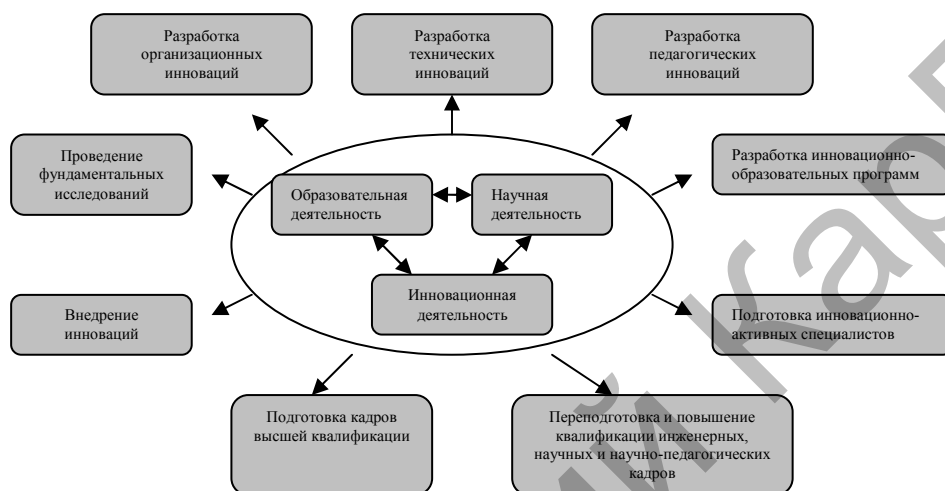 Разработка
организационных
инноваций
Разработка
технических
инноваций
Разработка
педагогических
инноваций
Проведение
фундаментальных
исследований
Разработка инновационно-
образовательных программ
Образовательная
деятельность
Научная
деятельность
Инновационная
деятельность
Внедрение
инноваций
Подготовка инновационно-
активных специалистов
Подготовка кадров
высшей квалификации
Переподготовка и повышение
квалификации инженерных,
научных и научно-педагогических
кадров